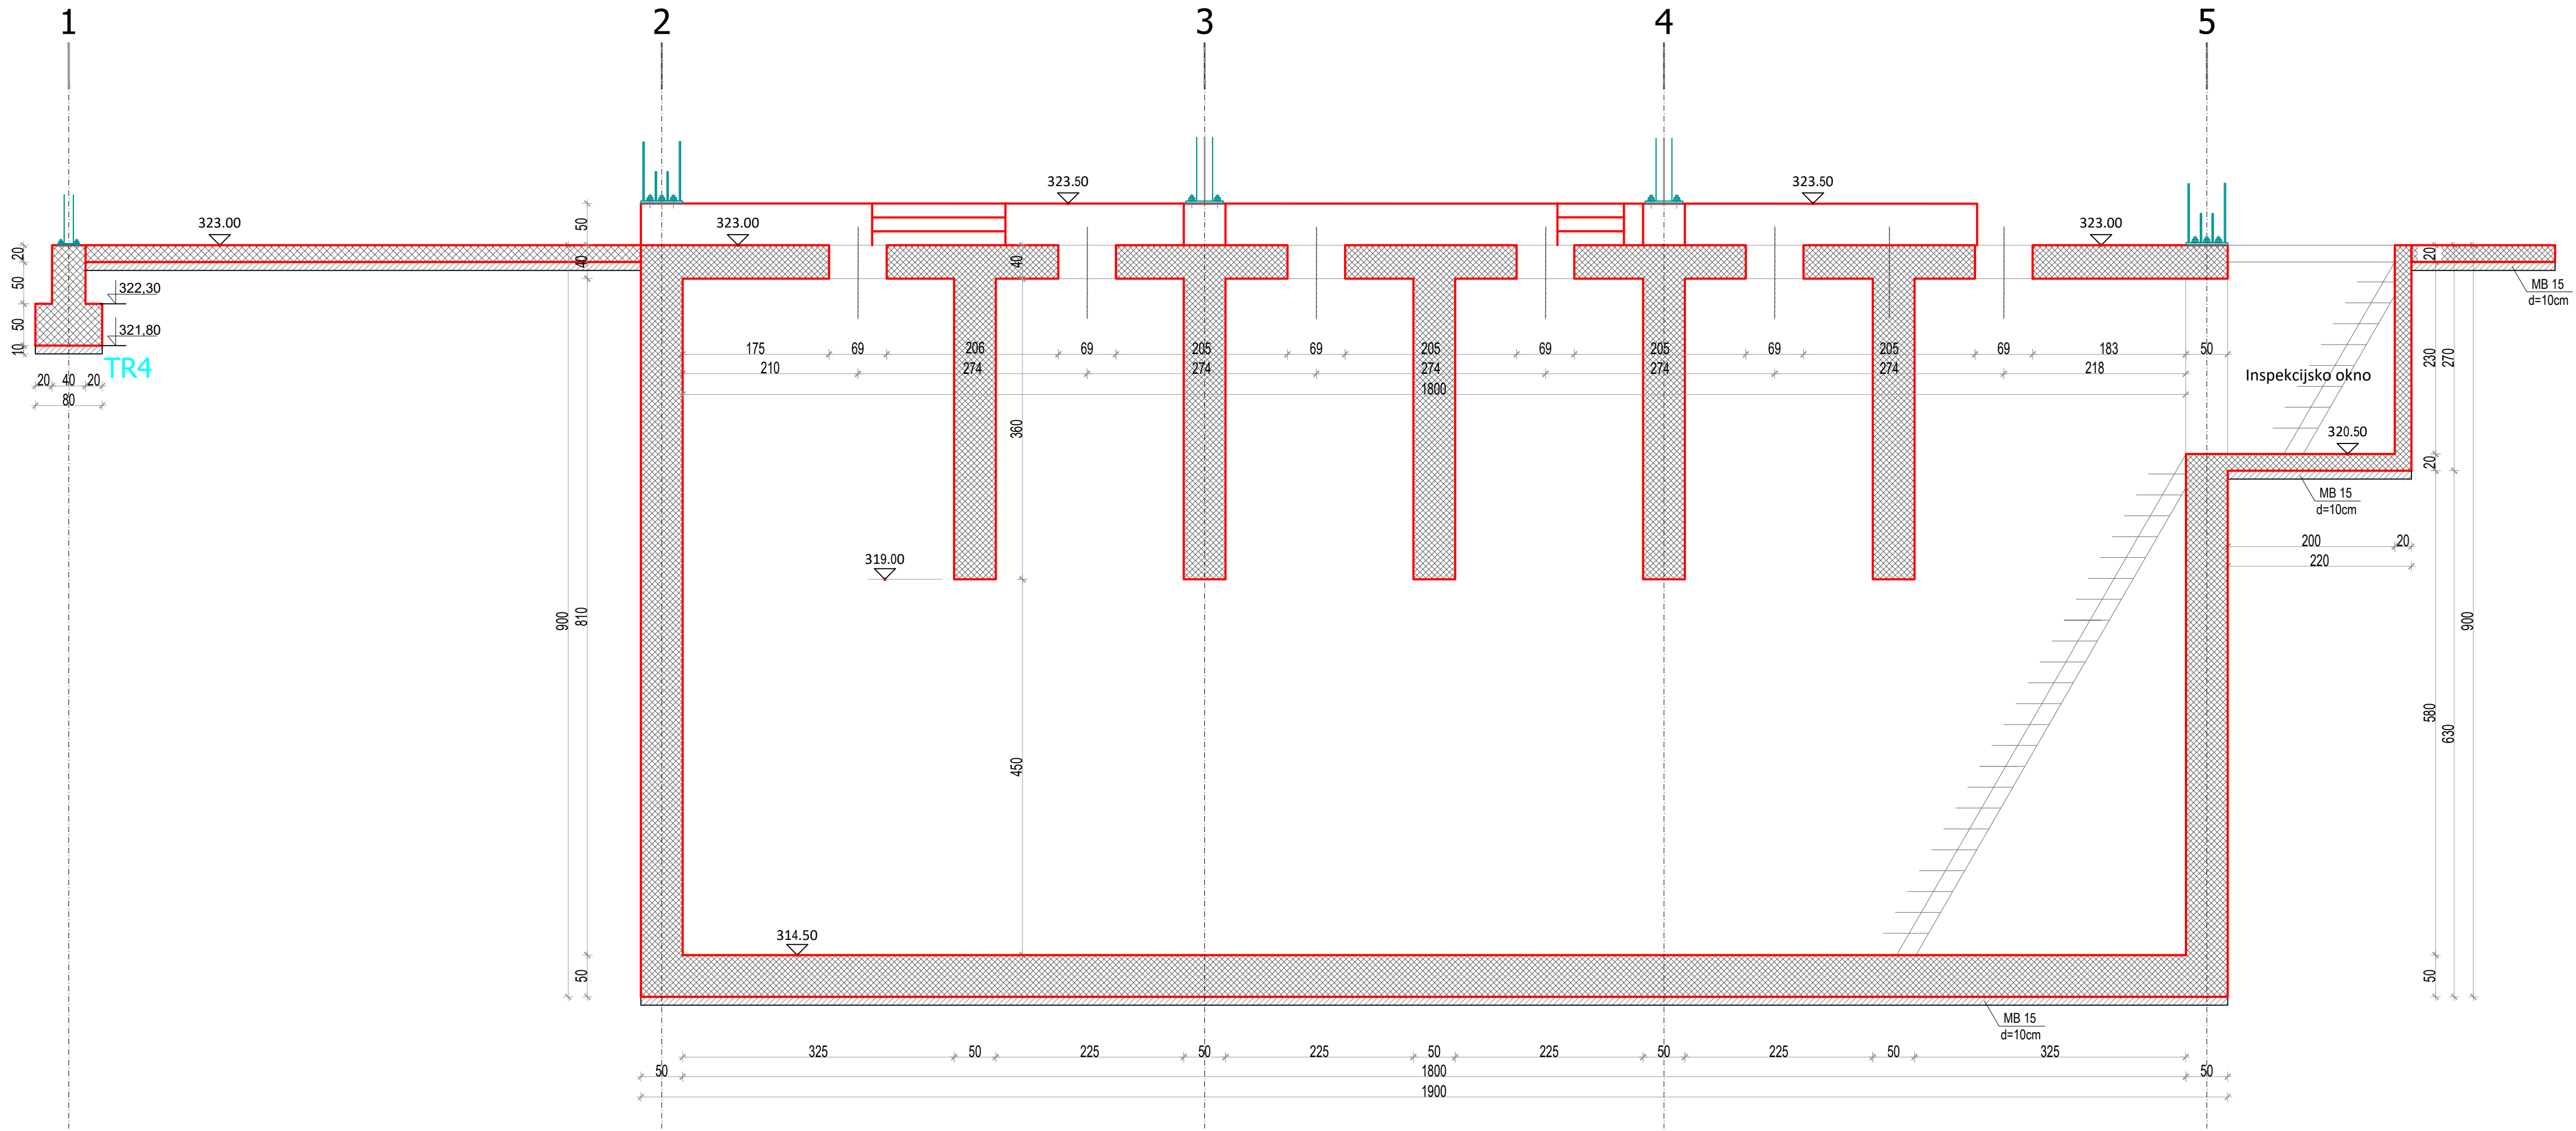 1 2 3 4 5
323.50 323.50
323.00 323.00 323.00
50
20 40 40 20
50
322,30
321,80
50
10
TR4
20 40 20
80
MB 15
d=10cm
175 69 206 69 205 69 205 69 205 69 205 69 183 50
210 274 274 274 274 274 218
1800
230 270
Inspekcijsko okno
360
320.50
20
MB 15
d=10cm
200 20
220
319.00
900 810
900
580 630
450
314.50
50 50
MB 15
d=10cm
325 50 225 50 225 50 225 50 225 50 325
50 1800 50
1900